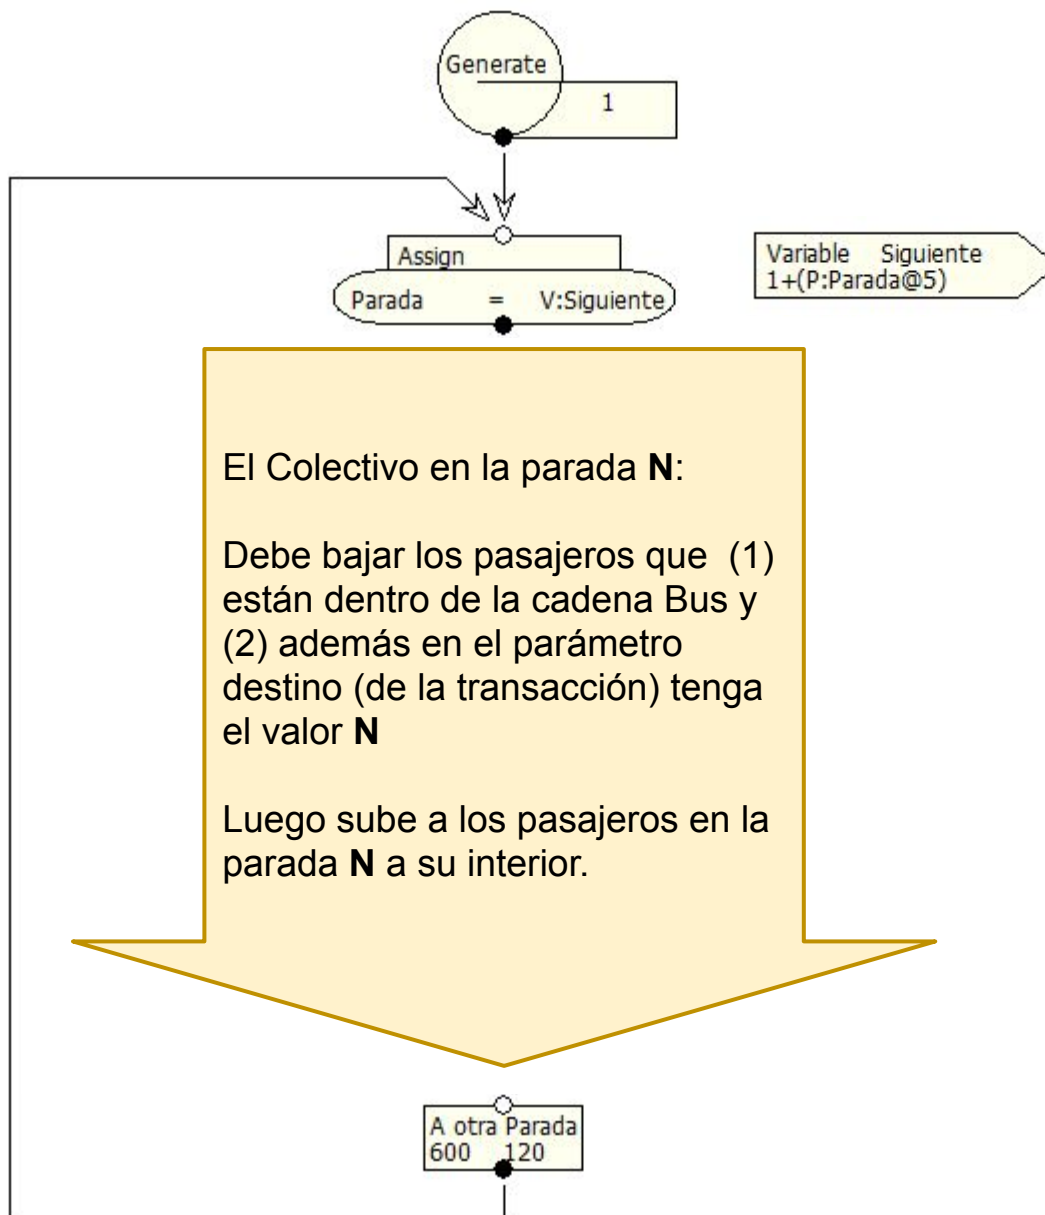 Generate
1
Assign
Parada = V:Siguiente
Variable Siguiente
1+(P:Parada@5)
El Colectivo en la parada N:
Debe bajar los pasajeros que (1)
están dentro de la cadena Bus y
(2) además en el parámetro
destino (de la transacción) tenga
el valor N
Luego sube a los pasajeros en la
parada N a su interior.
A otra Parada
600 120